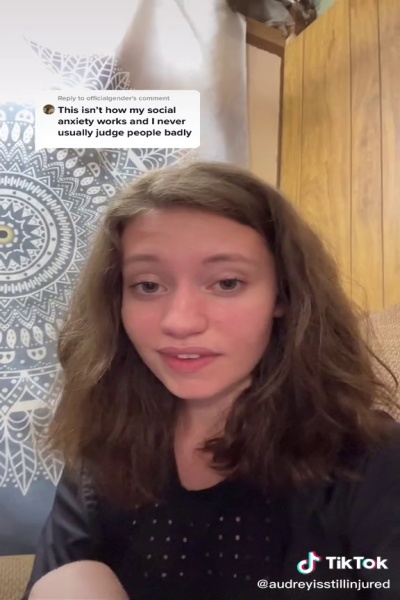 Reply to officialgender's comment
This isn't how my social
anxiety works and I never
usually judge people badly
TikTok
@audreyisstillinjured